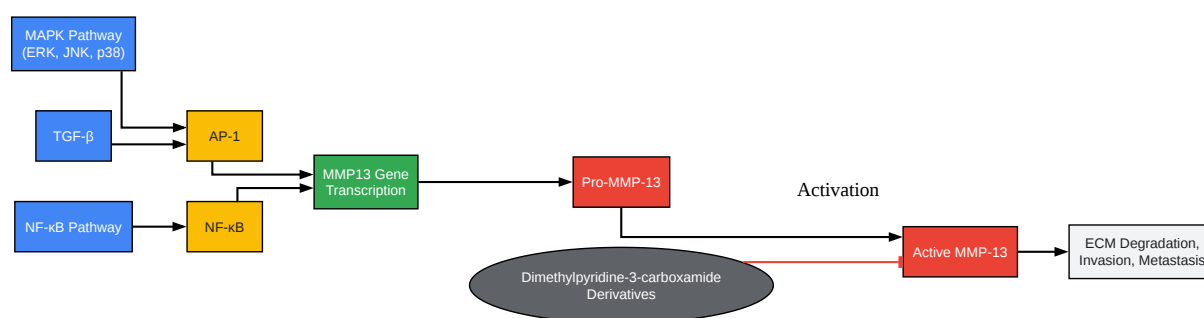 MAPK Pathway
(ERK, JNK, p38)
TGF-β
AP-1
NF-κB Pathway
NF-κB
MMP13 Gene
Transcription
Pro-MMP-13
Activation
Dimethylpyridine-3-carboxamide
Derivatives
Active MMP-13
ECM Degradation,
Invasion, Metastasis